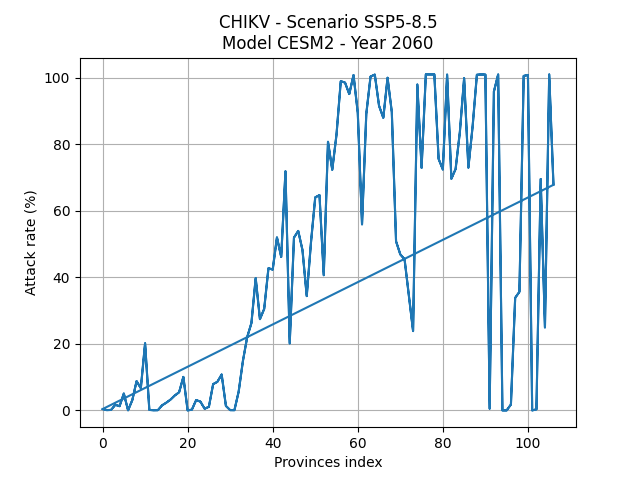 CHIKV - Scenario SSP5-8.5
Model CESM2 - Year 2060
Attack rate (%)
100
80
60
40
20
0
0 20 40 60 80 100
Provinces index